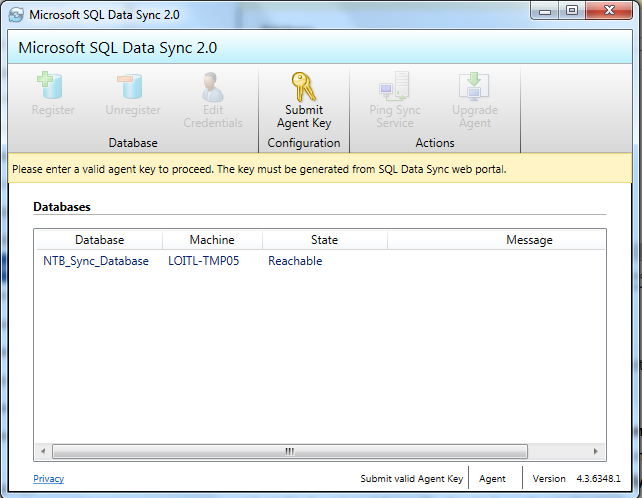 Microsoft SQL Data Sync 2.0
Microsoft SQL Data Sync 2.0
Register
Unregister
Edit
Credentials
Submit
Agent Key
Ping Sync
Service
Upgrade
Agent
Database
Configuration
Actions
Please enter a valid agent key to proceed. The key must be generated from SQL Data Sync web portal.
Databases
Database Machine State Message
NTB_Sync_Database LOITL-TMP05 Reachable
Privacy Submit valid Agent Key Agent Version 4.3.6348.1